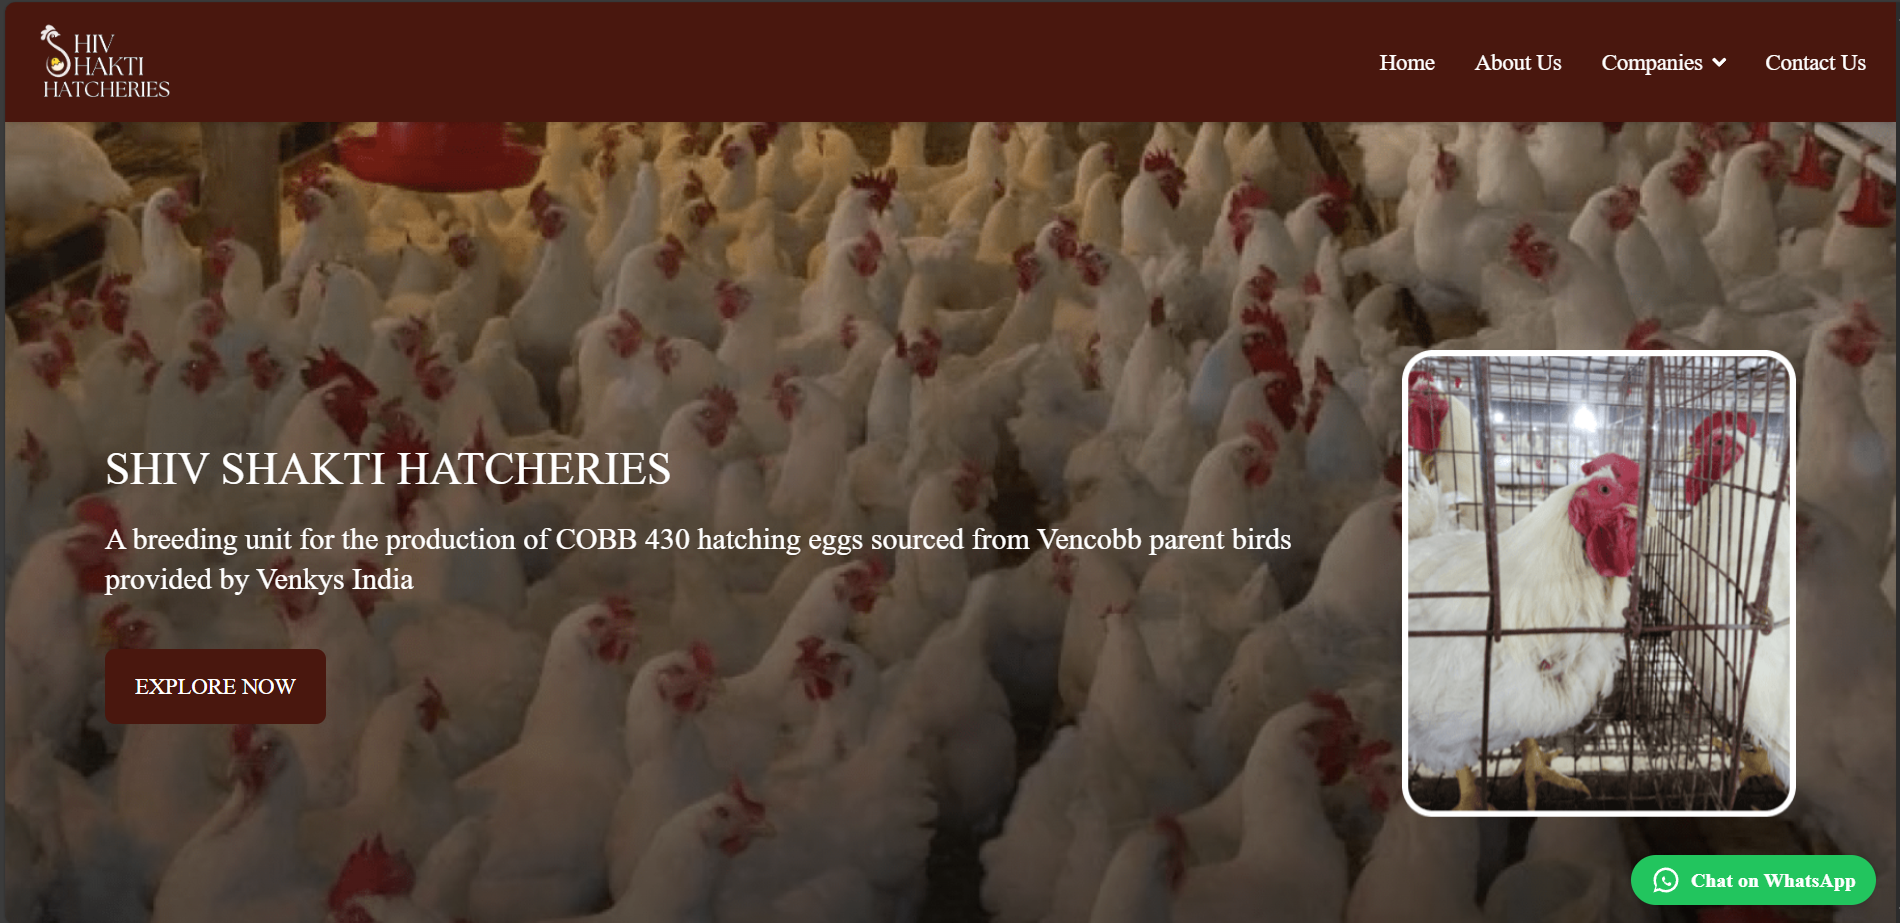 SHIV
SHAKTI
HATCHERIES
Home
About Us
Companies
Contact Us
SHIV SHAKTI HATCHERIES
A breeding unit for the production of COBB 430 hatching eggs sourced from Vencobb parent birds
provided by Venkys India
EXPLORE NOW
Chat on WhatsApp